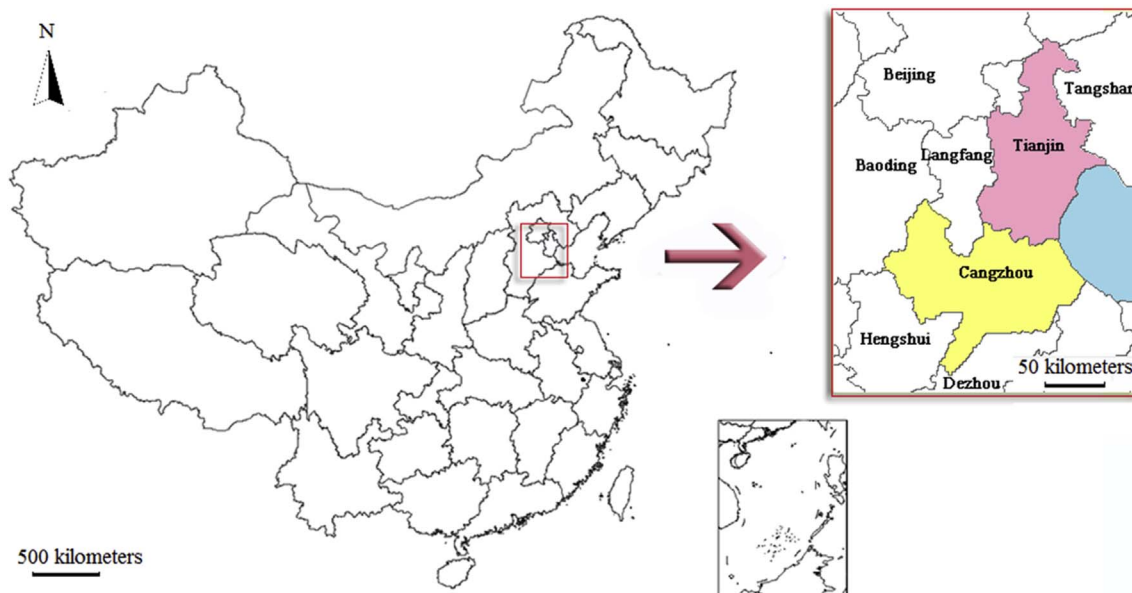 N
Beijing
Tangshan
Langfang
Tianjin
Baoding
Cangzhou
Hengshui
Dezhou
50 kilometers
500 kilometers